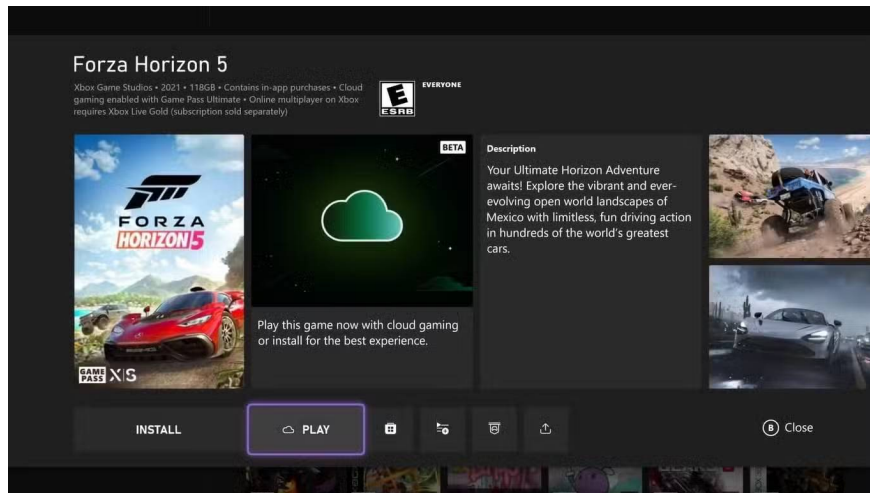 Forza Horizon 5
Xbox Game Studios • 2021 • 118GB • Contains in-app purchases • Cloud
gaming enabled with Game Pass Ultimate • Online multiplayer on Xbox
requires Xbox Live Gold (subscription sold
separately)
E
ESRB
EVERYONE
FORZA
HORIZON 5
GAME
PASS X|S
BETA
Play this game now with cloud gaming
or install for the best experience.
Description
Your Ultimate Horizon Adventure
awaits! Explore the vibrant and ever-
evolving open world landscapes of
Mexico with limitless, fun driving action
in hundreds of the world's greatest
cars.
INSTALL
PLAY
B Close